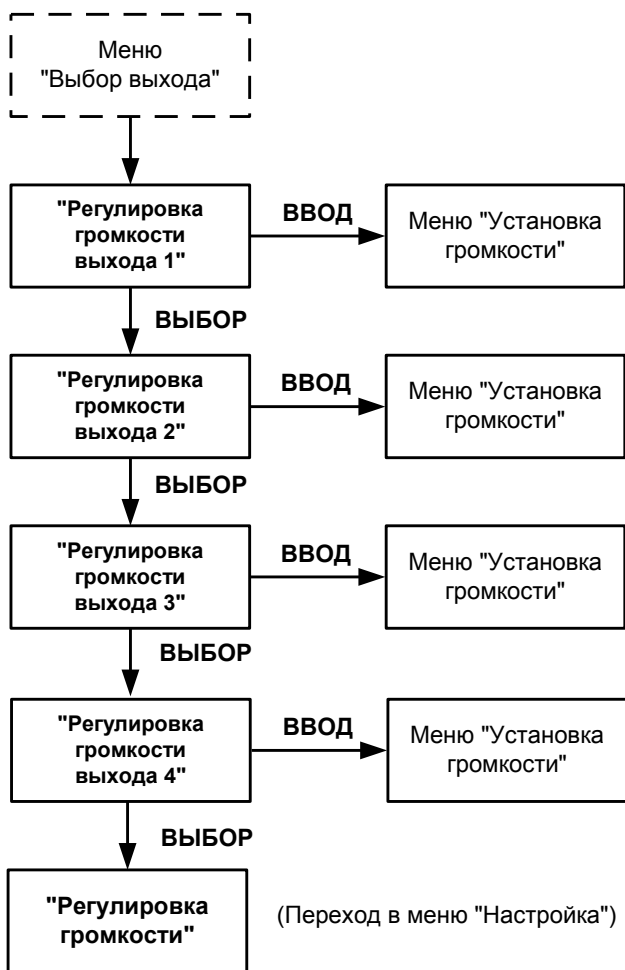 Меню
"Выбор выхода"
"Регулировка
громкости
выхода 1"
ВВОД
Меню "Установка
громкости"
ВЫБОР
"Регулировка
громкости
выхода 2"
ВВОД
Меню "Установка
громкости"
ВЫБОР
"Регулировка
громкости
выхода 3"
ВВОД
Меню "Установка
громкости"
ВЫБОР
"Регулировка
громкости
выхода 4"
ВВОД
Меню "Установка
громкости"
ВЫБОР
"Регулировка
громкости"
(Переход в меню "Настройка")